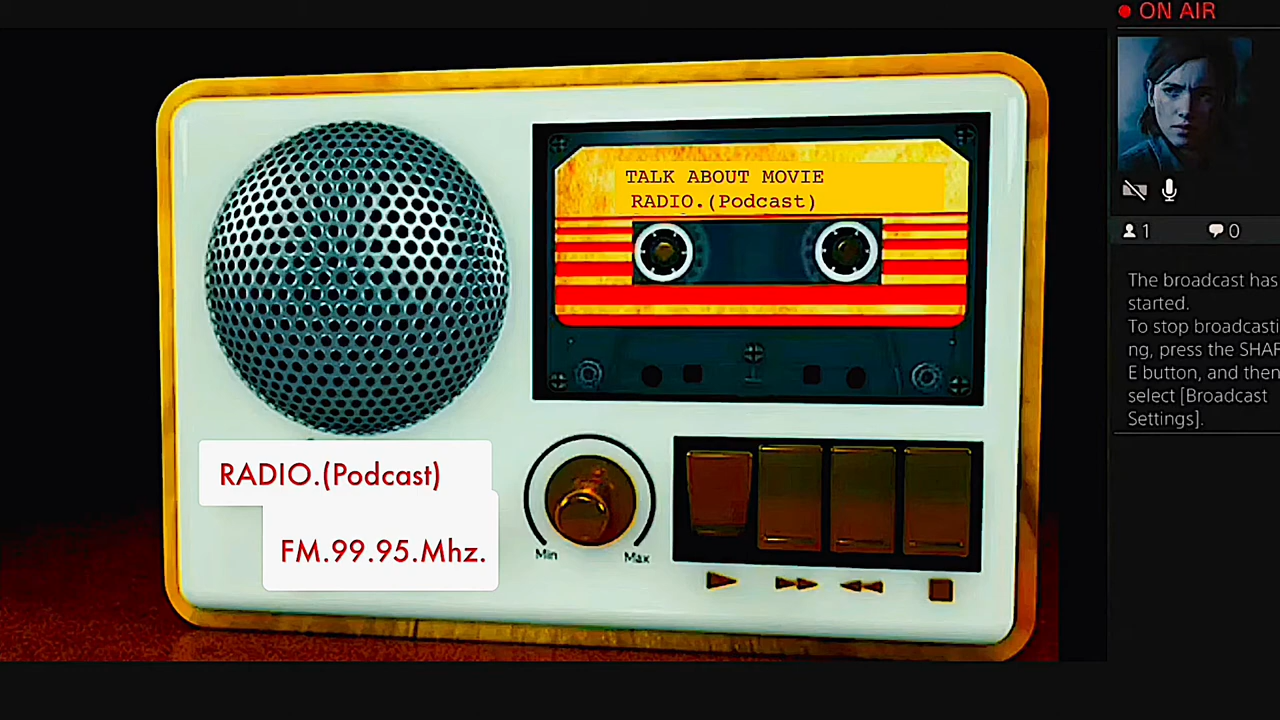 ON AIR
TALK ABOUT MOVIE
RADIO.(Podcast)
1 0
The broadcast has
started.
To stop broadcasti
ng, press the SHAR
E button, and then
select [Broadcast
Settings].
RADIO.(Podcast)
FM.99.95.Mhz.
Min Max